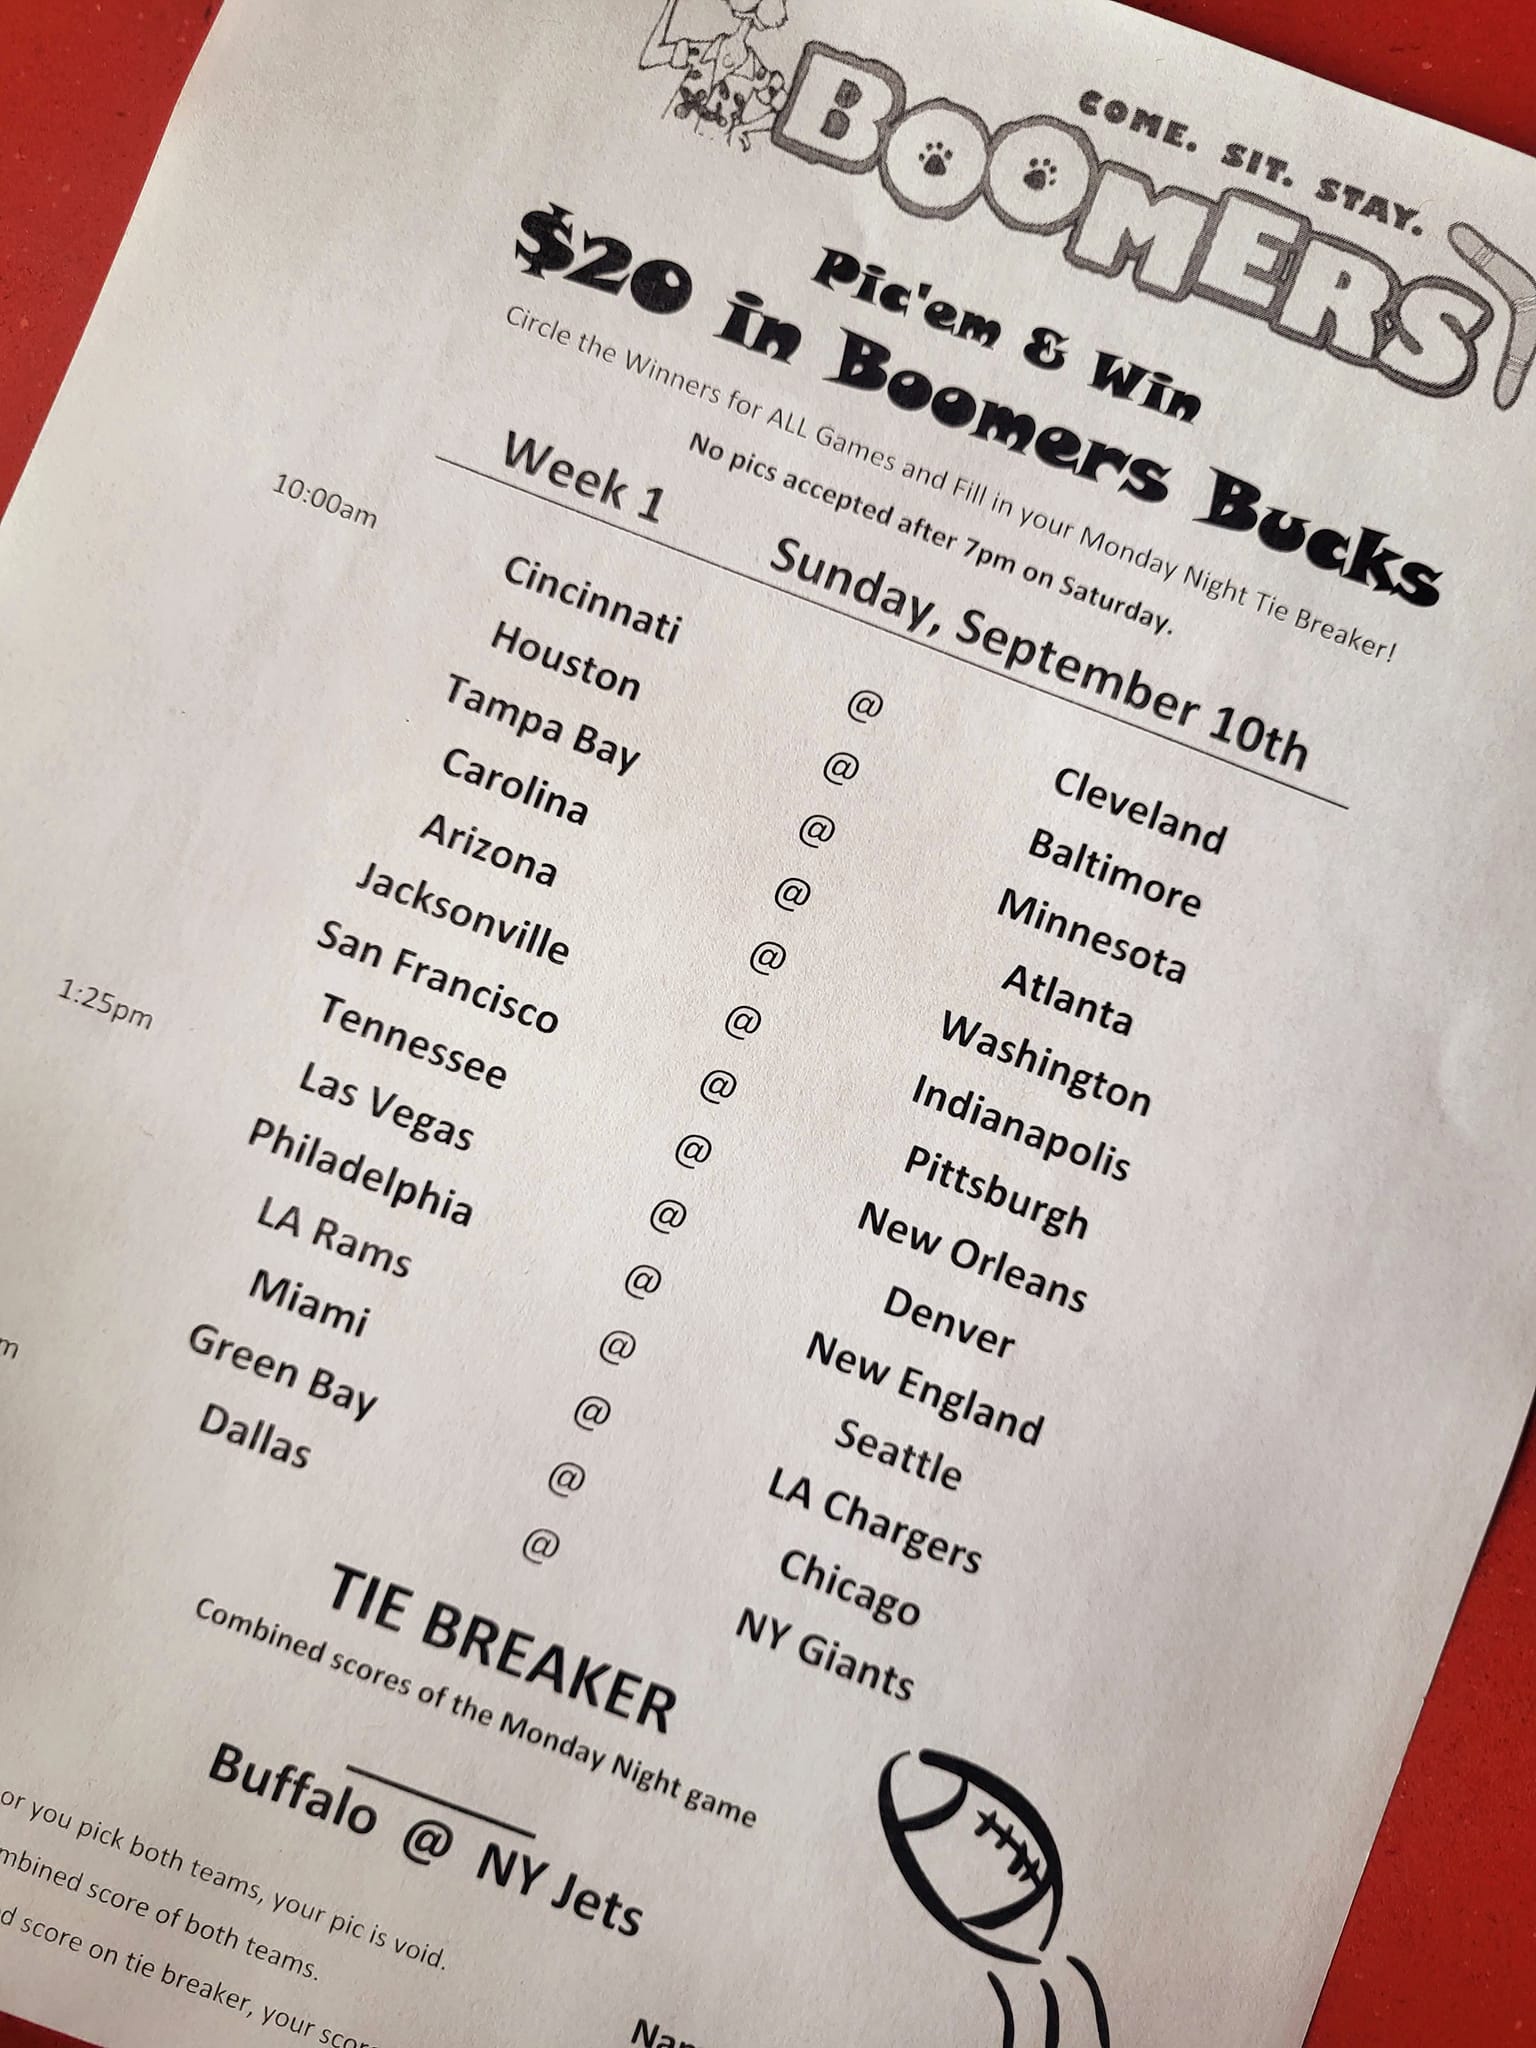 COME. SIT. STAY.
BOOMERS
Pic'em & Win
$20 in Boomers Bucks
Circle the Winners for ALL Games and Fill in your Monday Night Tie Breaker!
No pics accepted after 7pm on Saturday.
Week 1 Sunday, September 10th
10:00am
Cincinnati @ Cleveland
Houston @ Baltimore
Tampa Bay @ Minnesota
Carolina @ Atlanta
Arizona @ Washington
Jacksonville @ Indianapolis
San Francisco @ Pittsburgh
Tennessee @ New Orleans
1:25pm
Las Vegas @ Denver
Philadelphia @ New England
LA Rams @ Seattle
Miami @ LA Chargers
Green Bay @ Chicago
Dallas @ NY Giants
TIE BREAKER
Combined scores of the Monday Night game
Buffalo @ NY Jets
or you pick both teams, your pic is void.
score of both teams.
score on tie breaker, your